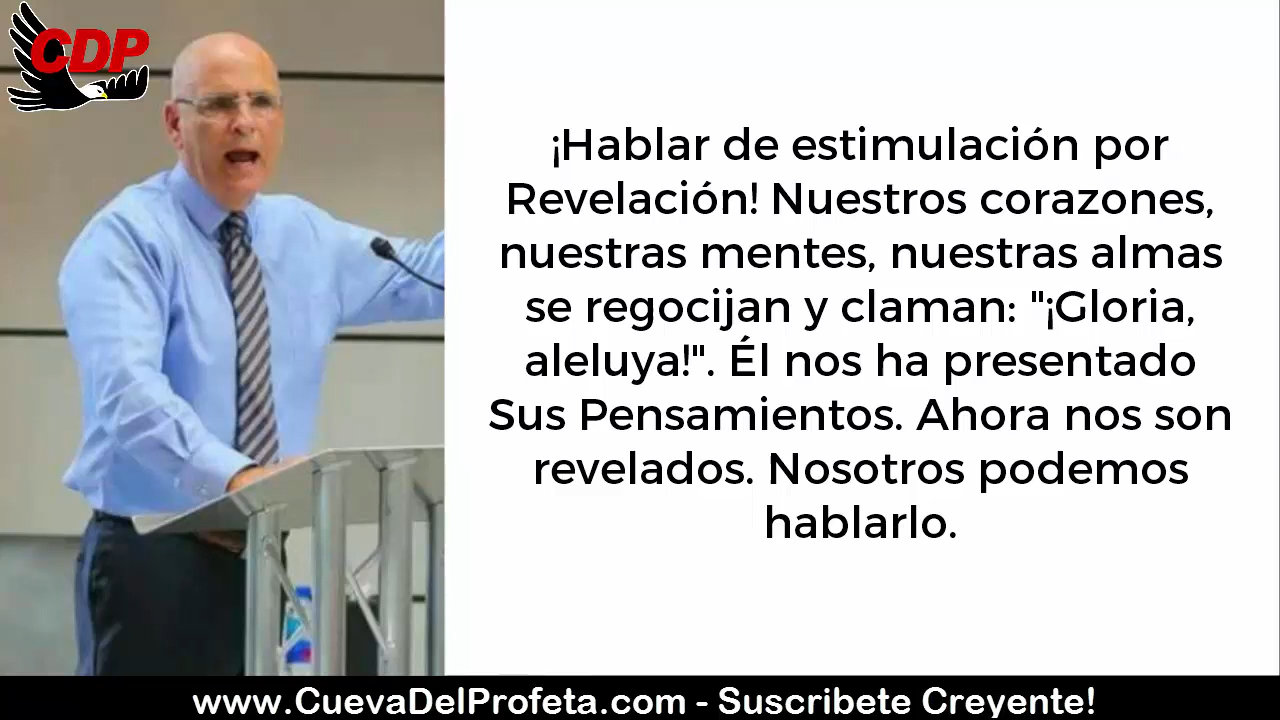 CDP
¡Hablar de estimulación por
Revelación! Nuestros corazones,
nuestras mentes, nuestras almas
se regocijan y claman: "¡Gloria,
aleluya!". Él nos ha presentado
Sus Pensamientos. Ahora nos son
revelados. Nosotros podemos
hablarlo.
www.CuevaDelProfeta.com - Suscribete Creyente!